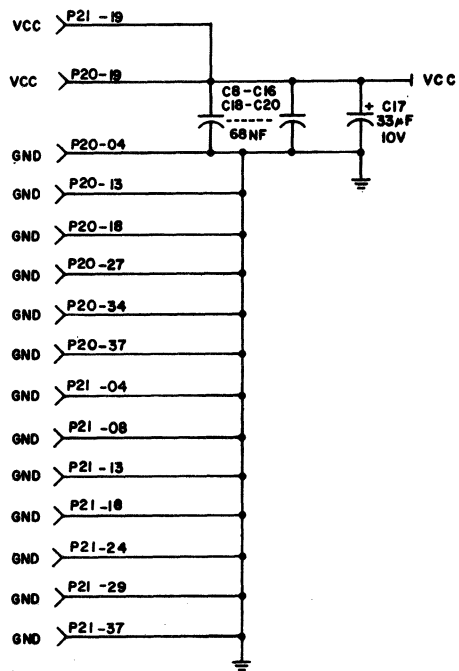 VCC P21-19
VCC P20-19 VCC
C8-C16
C18-C20
68NF
+ C17
33µF
10V
GND P20-04
GND P20-13
GND P20-18
GND P20-27
GND P20-34
GND P20-37
GND P21-04
GND P21-08
GND P21-13
GND P21-18
GND P21-24
GND P21-29
GND P21-37